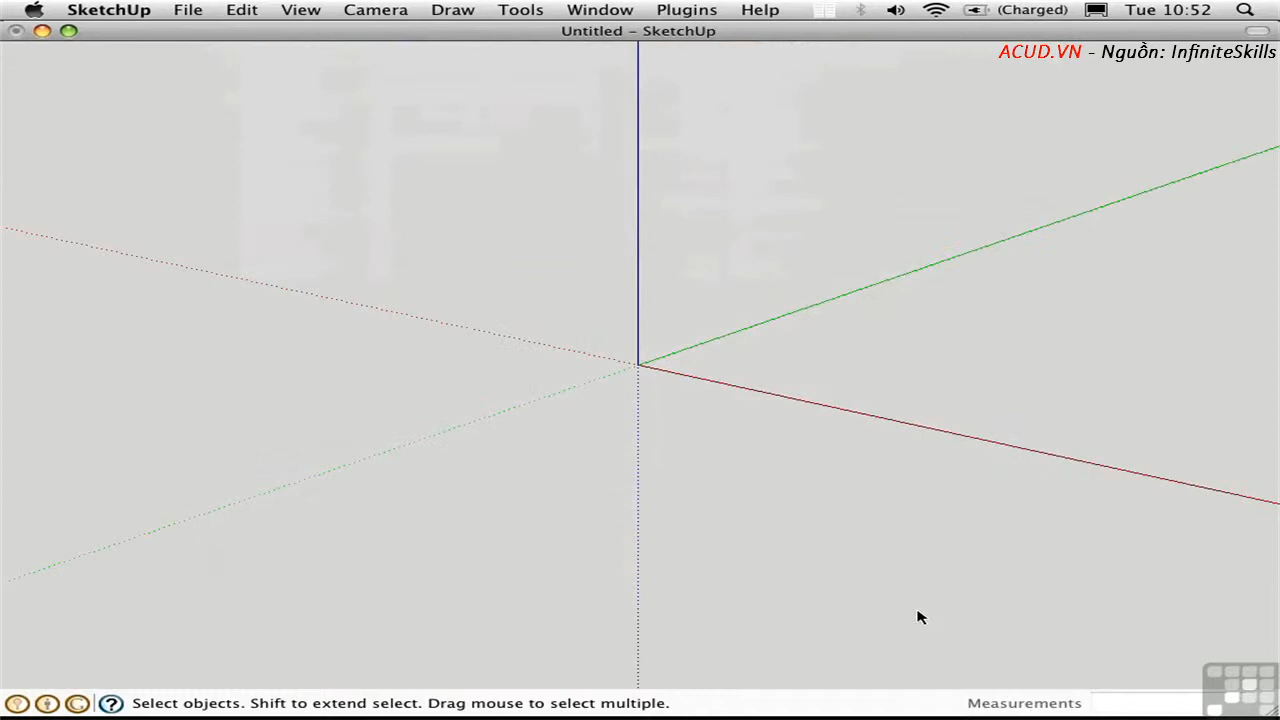 SketchUp File Edit View Camera Draw Tools Window Plugins Help (Charged) Tue 10:52
Untitled - SketchUp
ACUD.VN - Nguồn: InfiniteSkills
? Select objects. Shift to extend select. Drag mouse to select multiple. Measurements